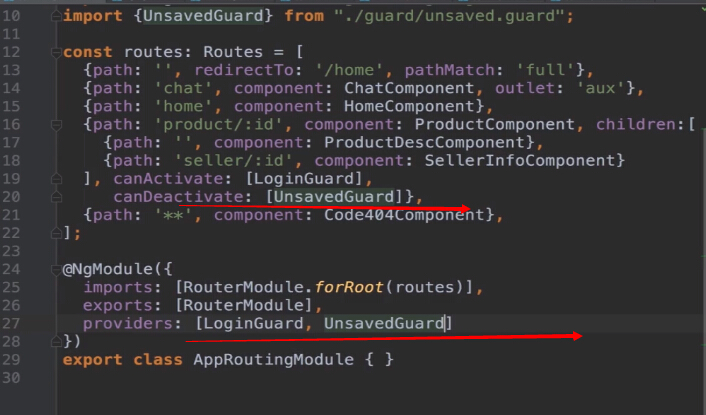 10 import {UnsavedGuard} from "./guard/unsaved.guard";
11
12 const routes: Routes = [
13 {path: '', redirectTo: '/home', pathMatch: 'full'},
14 {path: 'chat', component: ChatComponent, outlet: 'aux'},
15 {path: 'home', component: HomeComponent},
16 {path: 'product/:id', component: ProductComponent, children:[
17 {path: '', component: ProductDescComponent},
18 {path: 'seller/:id', component: SellerInfoComponent}
19 ], canActivate: [LoginGuard],
20 canDeactivate: [UnsavedGuard]},
21 {path: '**', component: Code404Component},
22 ];
23
24 @NgModule({
25 imports: [RouterModule.forRoot(routes)],
26 exports: [RouterModule],
27 providers: [LoginGuard, UnsavedGuard]
28 })
29 export class AppRoutingModule { }
30